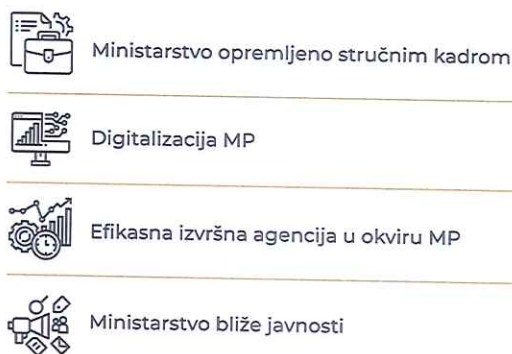 Ministarstvo opremljeno stručnim kadrom
Digitalizacija MP
Efikasna izvršna agencija u okviru MP
Ministarstvo bliže javnosti